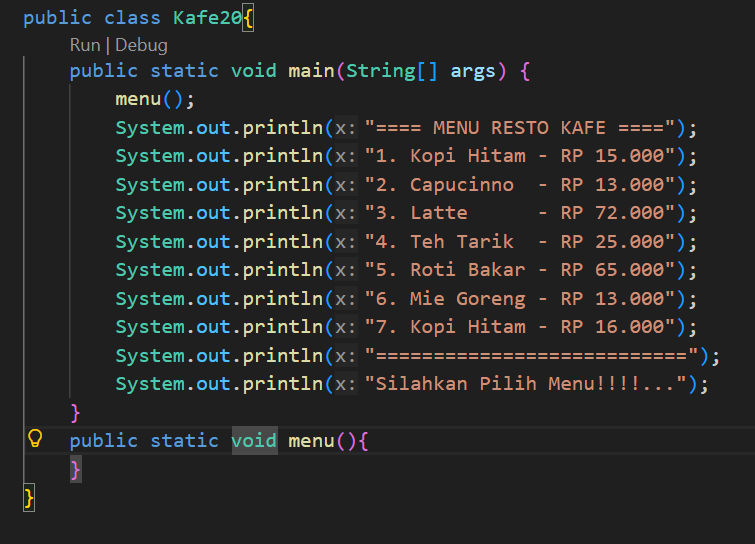 public class Kafe20{
Run | Debug
public static void main(String[] args) {
menu();
System.out.println(x: "==== MENU RESTO KAFE ====");
System.out.println(x: "1. Kopi Hitam - RP 15.000");
System.out.println(x: "2. Capucinno  - RP 13.000");
System.out.println(x: "3. Latte      - RP 72.000");
System.out.println(x: "4. Teh Tarik  - RP 25.000");
System.out.println(x: "5. Roti Bakar - RP 65.000");
System.out.println(x: "6. Mie Goreng - RP 13.000");
System.out.println(x: "7. Kopi Hitam - RP 16.000");
System.out.println(x: "===========================");
System.out.println(x: "Silahkan Pilih Menu!!!!...");
}
public static void menu(){
}
}